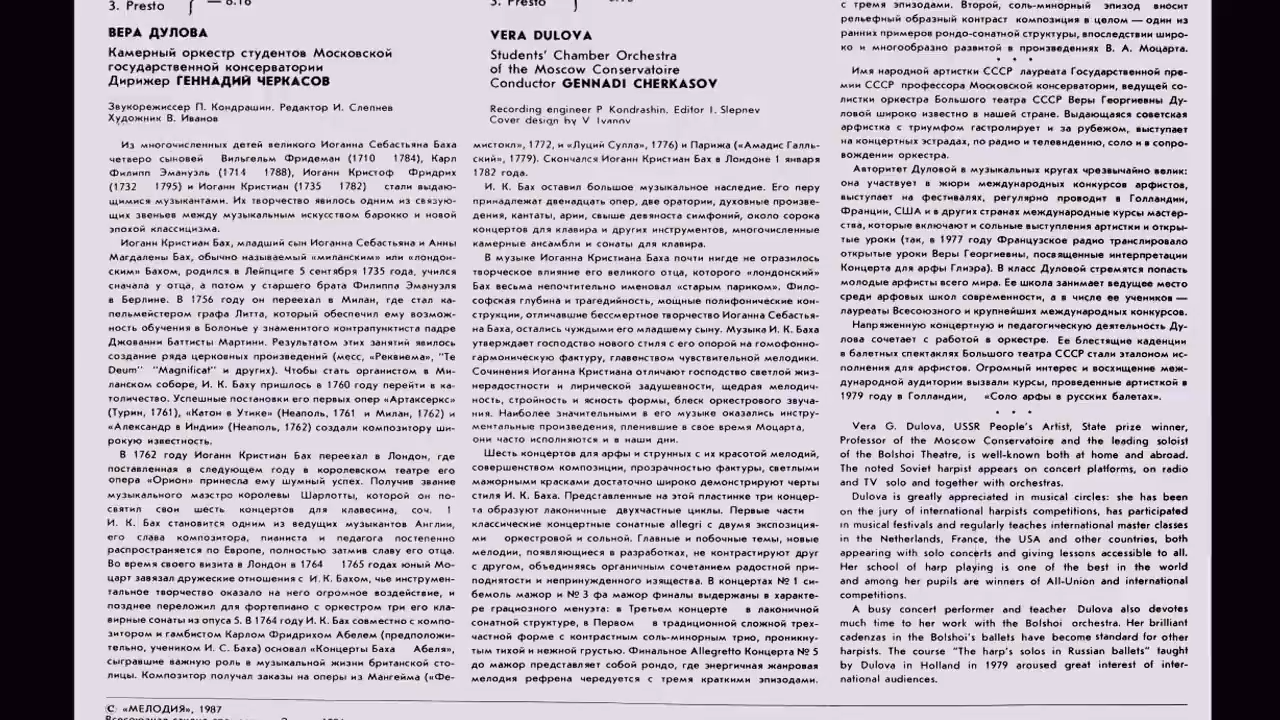 3. Presto
3. Presto
ВЕРА ДУЛОВА
Камерный оркестр студентов Московской
государственной консерватории
Дирижер ГЕННАДИЙ ЧЕРКАСОВ
Звукорежиссер П. Кондрашин. Редактор И. Слепнев
Художник В. Иванов
VERA DULOVA
Students' Chamber Orchestra
of the Moscow Conservatoire
Conductor GENNADI CHERKASOV
Recording engineer P Kondrashin. Editor I. Slepnev
Cover design by V Ivanov
Из многочисленных детей великого Иоганна Себастьяна Баха
четверо сыновей Вильгельм Фридеман (1710 1784), Карл
Филипп Эмануэль (1714 1788), Иоганн Кристоф Фридрих
(1732 1795) и Иоганн Кристиан (1735 1782) стали выдаю-
щимися музыкантами. Их творчество явилось одним из связую-
щих звеньев между музыкальным искусством барокко и новой
эпохой классицизма.
Иоганн Кристиан Бах, младший сын Иоганна Себастьяна и Анны
Магдалены Бах, обычно называемый «миланским» или «лондон-
ским» Бахом, родился в Лейпциге 5 сентября 1735 года, учился
сначала у отца, а потом у старшего брата Филиппа Эмануэля
в Берлине. В 1756 году он переехал в Милан, где стал ка-
пельмейстером графа Литта, который обеспечил ему возмож-
ность обучения в Болонье у знаменитого контрапунктиста падре
Джованни Баттисты Мартини. Результатом этих занятий явилось
создание ряда церковных произведений (месс, «Реквиема», "Te
Deum" "Magnificat" и других). Чтобы стать органистом в Ми-
ланском соборе, И. К. Баху пришлось в 1760 году перейти в ка-
толичество. Успешные постановки его первых опер «Артаксеркс»
(Турин, 1761), «Катон в Утике» (Неаполь, 1761 и Милан, 1762) и
«Александр в Индии» (Неаполь, 1762) создали композитору ши-
рокую известность.
В 1762 году Иоганн Кристиан Бах переехал в Лондон, где
поставленная в следующем году в королевском театре его
опера «Орион» принесла ему шумный успех. Получив звание
музыкального маэстро королевы Шарлотты, которой он по-
святил свои шесть концертов для клавесина, соч. 1
И. К. Бах становится одним из ведущих музыкантов Англии,
его слава композитора, пианиста и педагога постепенно
распространяется по Европе, полностью затмив славу его отца.
Во время своего визита в Лондон в 1764 1765 годах юный Мо-
царт завязал дружеские отношения с И. К. Бахом, чье инструмен-
тальное творчество оказало на него огромное воздействие, и
позднее переложил для фортепиано с оркестром три его кла-
вирные сонаты из опуса 5. В 1764 году И. К. Бах совместно с компо-
зитором и гамбистом Карлом Фридрихом Абелем (предположи-
тельно, учеником И. С. Баха) основал «Концерты Баха Абеля»,
сыгравшие важную роль в музыкальной жизни британской сто-
лицы. Композитор получал заказы на оперы из Мангейма («Фе-
мистокл», 1772, и «Луций Сулла», 1776) и Парижа («Амадис Галль-
ский», 1779). Скончался Иоганн Кристиан Бах в Лондоне 1 января
1782 года.
И. К. Бах оставил большое музыкальное наследие. Его перу
принадлежат двенадцать опер, две оратории, духовные произве-
дения, кантаты, арии, свыше девяноста симфоний, около сорока
концертов для клавира и других инструментов, многочисленные
камерные ансамбли и сонаты для клавира.
В музыке Иоганна Кристиана Баха почти нигде не отразилось
творческое влияние его великого отца, которого «лондонский»
Бах весьма непочтительно именовал «старым париком». Фило-
софская глубина и трагедийность, мощные полифонические кон-
струкции, отличавшие бессмертное творчество Иоганна Себастья-
на Баха, остались чуждыми его младшему сыну. Музыка И. К. Баха
утверждает господство нового стиля с его опорой на гомофонно-
гармоническую фактуру, главенством чувствительной мелодики.
Сочинения Иоганна Кристиана отличают господство светлой жиз-
нерадостности и лирической задушевности, щедрая мелодич-
ность, стройность и ясность формы, блеск оркестрового звуча-
ния. Наиболее значительными в его музыке оказались инстру-
ментальные произведения, пленившие в свое время Моцарта,
они часто исполняются и в наши дни.
Шесть концертов для арфы и струнных с их красотой мелодий,
совершенством композиции, прозрачностью фактуры, светлыми
мажорными красками достаточно широко демонстрируют черты
стиля И. К. Баха. Представленные на этой пластинке три концер-
та образуют лаконичные двухчастные циклы. Первые части
классические концертные сонатные allegri с двумя экспозиция-
ми оркестровой и сольной. Главные и побочные темы, новые
мелодии, появляющиеся в разработках, не контрастируют друг
с другом, объединяясь органичным сочетанием радостной при-
поднятости и непринужденного изящества. В концертах № 1 си-
бемоль мажор и № 3 фа мажор финалы выдержаны в характе-
ре грациозного менуэта: в Третьем концерте в лаконичной
сонатной структуре, в Первом в традиционной сложной трех-
частной форме с контрастным соль-минорным трио, проникну-
тым тихой и нежной грустью. Финальное Allegretto Концерта № 5
до мажор представляет собой рондо, где энергичная жанровая
мелодия рефрена чередуется с тремя краткими эпизодами.
с тремя эпизодами. Второй, соль-минорный эпизод вносит
рельефный образный контраст композиция в целом — один из
ранних примеров рондо-сонатной структуры, впоследствии широ-
ко и многообразно развитой в произведениях В. А. Моцарта.
* * *
Имя народной артистки СССР лауреата Государственной пре-
мии СССР профессора Московской консерватории, ведущей со-
листки оркестра Большого театра СССР Веры Георгиевны Ду-
ловой широко известно в нашей стране. Выдающаяся советская
арфистка с триумфом гастролирует и за рубежом, выступает
на концертных эстрадах, по радио и телевидению, соло и в сопро-
вождении оркестра.
Авторитет Дуловой в музыкальных кругах чрезвычайно велик:
она участвует в жюри международных конкурсов арфистов,
выступает на фестивалях, регулярно проводит в Голландии,
Франции, США и в других странах международные курсы мастер-
ства, которые включают и сольные выступления артистки и откры-
тые уроки (так, в 1977 году Французское радио транслировало
открытые уроки Веры Георгиевны, посвященные интерпретации
Концерта для арфы Глиэра). В класс Дуловой стремятся попасть
молодые арфисты всего мира. Ее школа занимает ведущее место
среди арфовых школ современности, а в числе ее учеников —
лауреаты Всесоюзного и крупнейших международных конкурсов.
Напряженную концертную и педагогическую деятельность Ду-
лова сочетает с работой в оркестре. Ее блестящие каденции
в балетных спектаклях Большого театра СССР стали эталоном ис-
полнения для арфистов. Огромный интерес и восхищение меж-
дународной аудитории вызвали курсы, проведенные артисткой в
1979 году в Голландии, «Соло арфы в русских балетах».
* * *
Vera G. Dulova, USSR People's Artist, State prize winner,
Professor of the Moscow Conservatoire and the leading soloist
of the Bolshoi Theatre, is well-known both at home and abroad.
The noted Soviet harpist appears on concert platforms, on radio
and TV solo and together with orchestras.
Dulova is greatly appreciated in musical circles: she has been
on the jury of international harpists competitions, has participated
in musical festivals and regularly teaches international master classes
in the Netherlands, France, the USA and other countries, both
appearing with solo concerts and giving lessons accessible to all.
Her school of harp playing is one of the best in the world
and among her pupils are winners of All-Union and international
competitions.
A busy concert performer and teacher Dulova also devotes
much time to her work with the Bolshoi orchestra. Her brilliant
cadenzas in the Bolshoi's ballets have become standard for other
harpists. The course "The harp's solos in Russian ballets" taught
by Dulova in Holland in 1979 aroused great interest of inter-
national audiences.
© «МЕЛОДИЯ», 1987